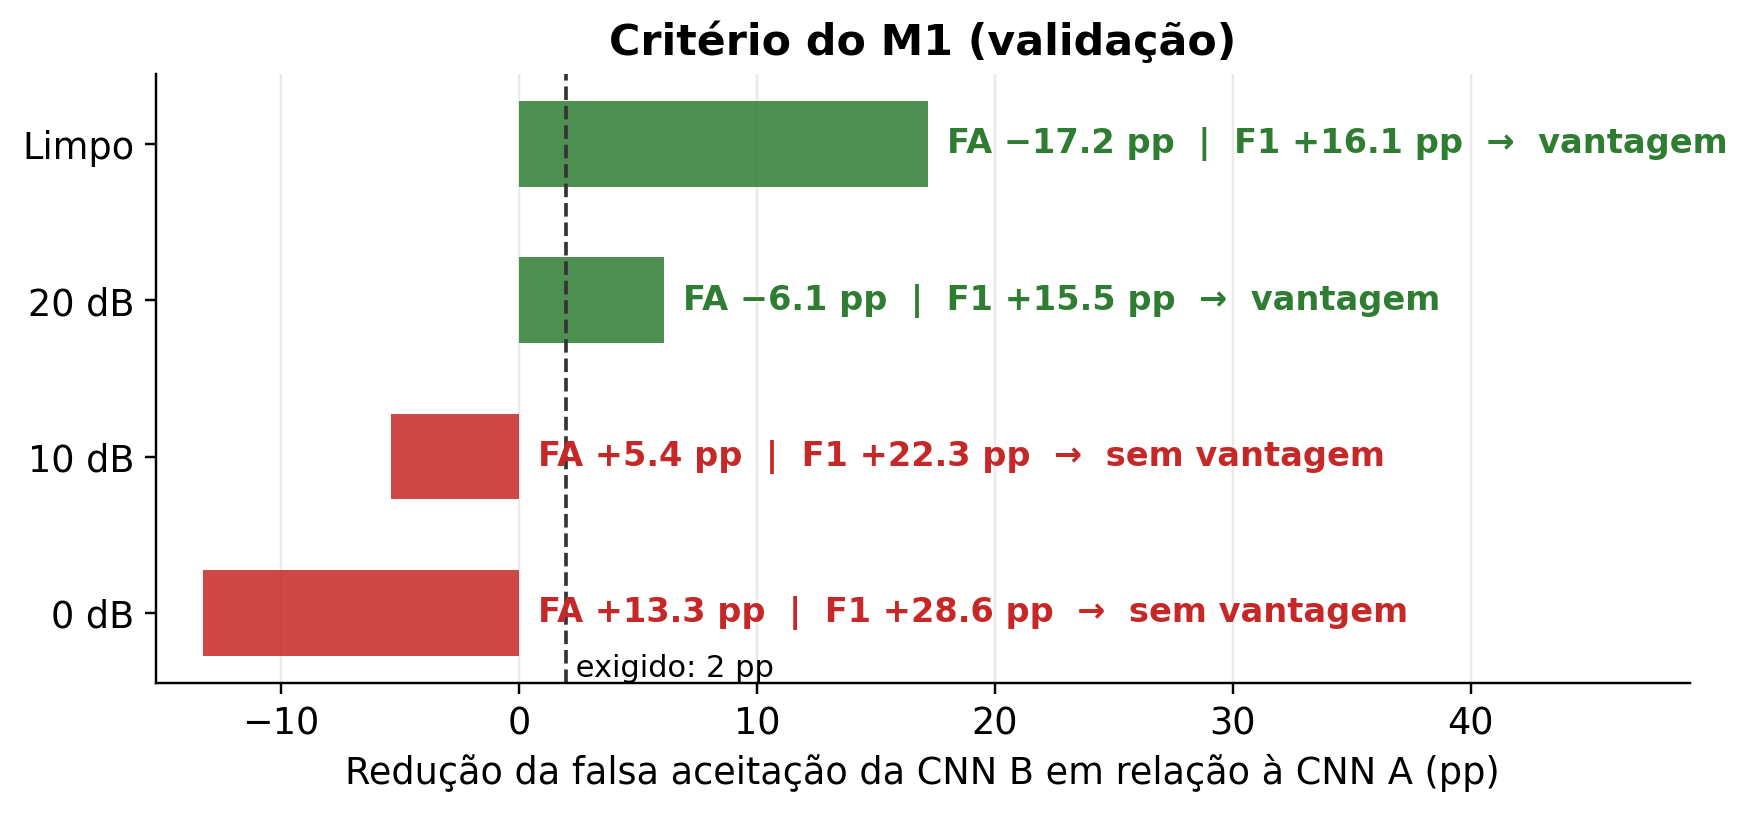 Critério do M1 (validação)
Limpo
FA −17.2 pp | F1 +16.1 pp → vantagem
20 dB
FA −6.1 pp | F1 +15.5 pp → vantagem
10 dB
FA +5.4 pp | F1 +22.3 pp → sem vantagem
0 dB
FA +13.3 pp | F1 +28.6 pp → sem vantagem
exigido: 2 pp
−10 0 10 20 30 40
Redução da falsa aceitação da CNN B em relação à CNN A (pp)